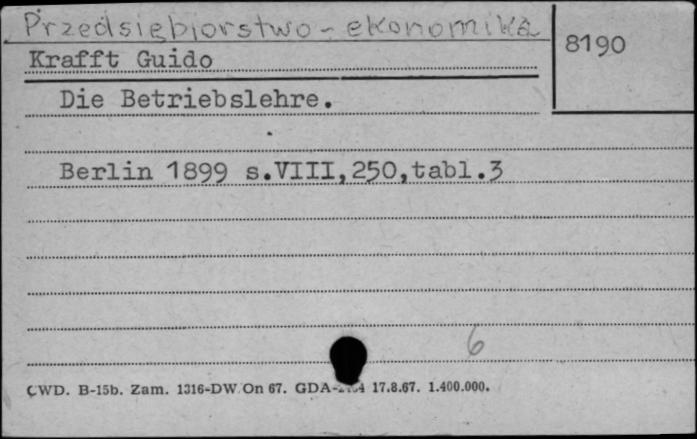 Przedsiębiorstwo - ekonomika
8190
Krafft Guido
Die Betriebslehre.
Berlin 1899 s.VIII,250,tabl.3
6
CWD. B-15b. Zam. 1316-DW.On 67. 17.8.67. 1.400.000.